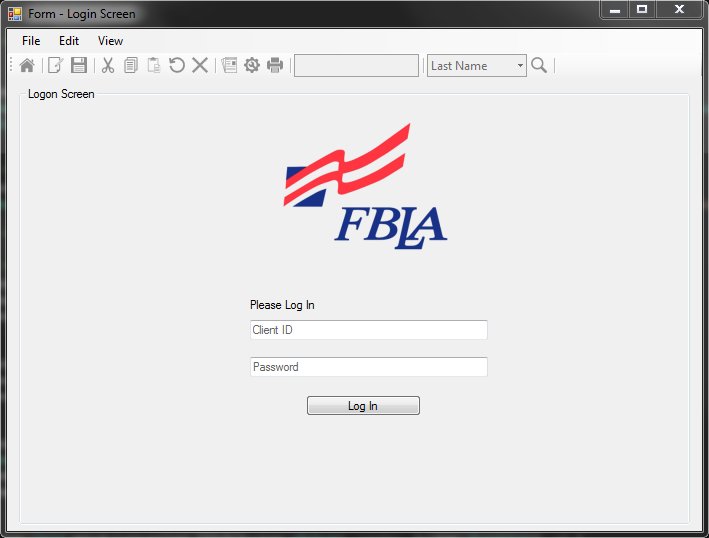 Form - Login Screen
File Edit View
Last Name
Logon Screen
FBLA
Please Log In
Client ID
Password
Log In